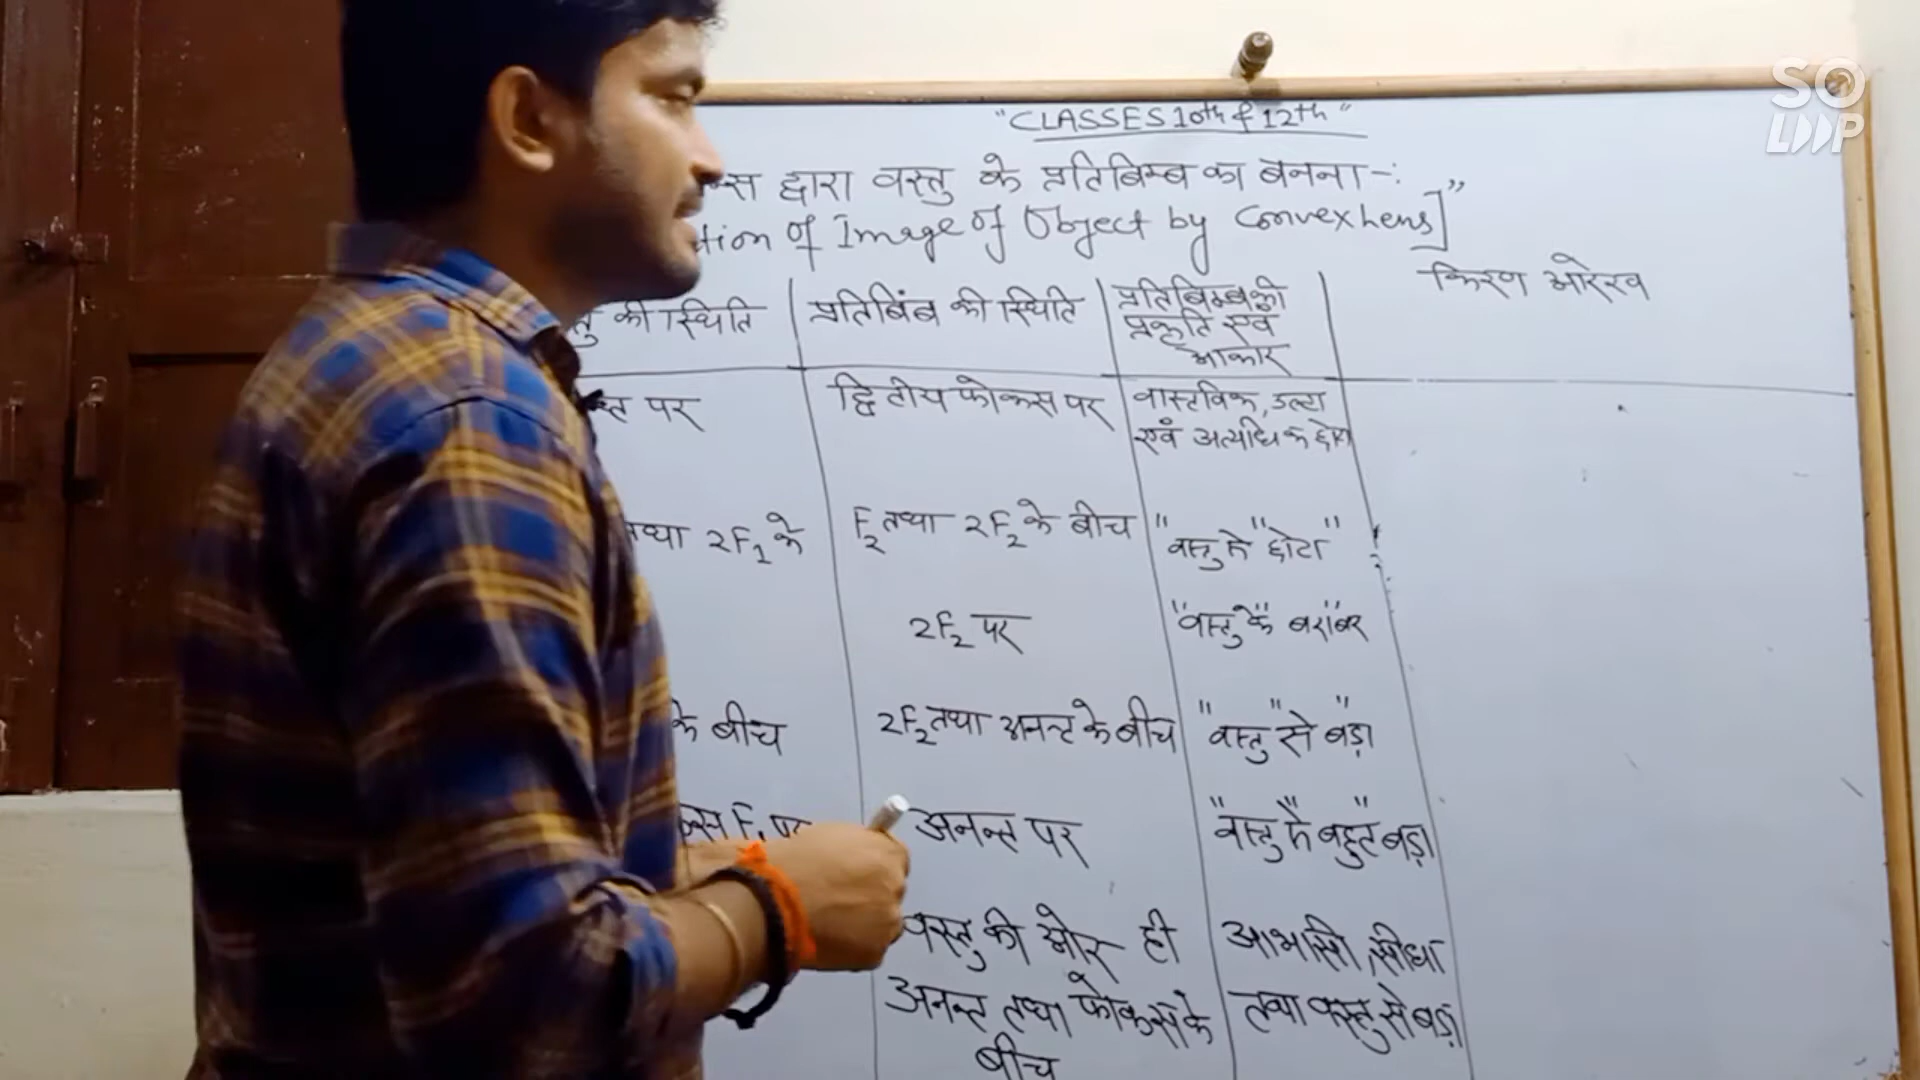 SO
LOOP
"CLASSES 10th & 12th"
न्स द्वारा वस्तु के प्रतिबिम्ब का बनना -:
tion of Image of Object by Convex Lens]"
की स्थिति प्रतिबिंब की स्थिति प्रतिबिम्ब की किरण आरेख
प्रकृति एवं
आकार
पर द्वितीय फोकस पर वास्तविक, उल्टा
एवं अत्यधिक छोटा
तथा 2F₁ के F₂ तथा 2F₂ के बीच "वस्तु से" छोटा"
2F₂ पर "वस्तु के" बराबर"
के बीच 2F₂ तथा अनन्त के बीच "वस्तु" से बड़ा"
F₁ पर अनन्त पर "वस्तु से" बहुत" बड़ा
वस्तु की ओर ही आभासी, सीधा
अनन्त तथा फोकस के तथा वस्तु से बड़ा
बीच